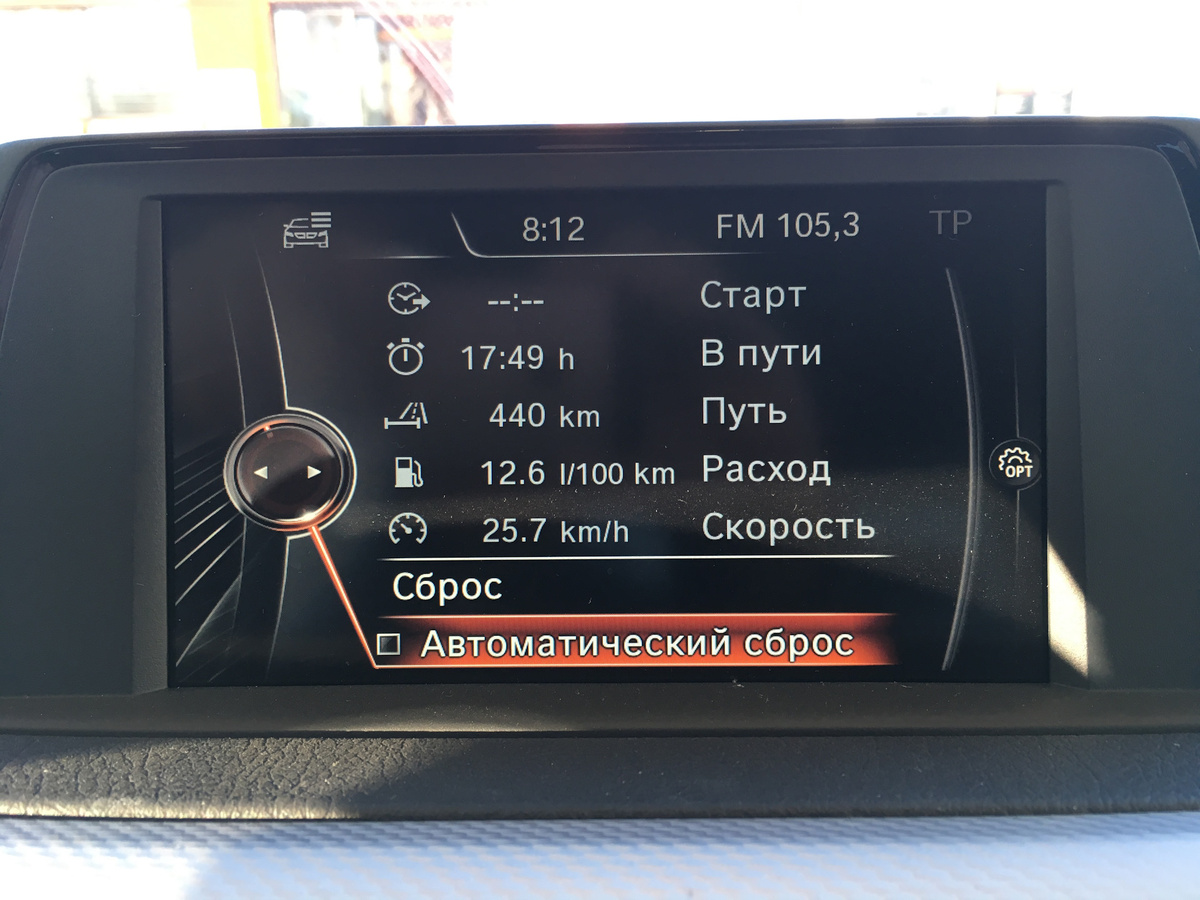 8:12 FM 105,3 TP
--:-- Старт
17:49 h В пути
440 km Путь
12.6 l/100 km Расход
OPT
25.7 km/h Скорость
Сброс
Автоматический сброс